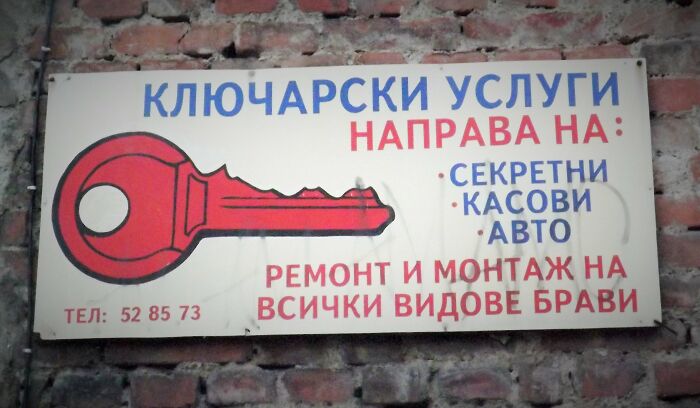 КЛЮЧАРСКИ УСЛУГИ
НАПРАВА НА:
·СЕКРЕТНИ
·КАСОВИ
·АВТО
РЕМОНТ И МОНТАЖ НА
ВСИЧКИ ВИДОВЕ БРАВИ
ТЕЛ: 52 85 73